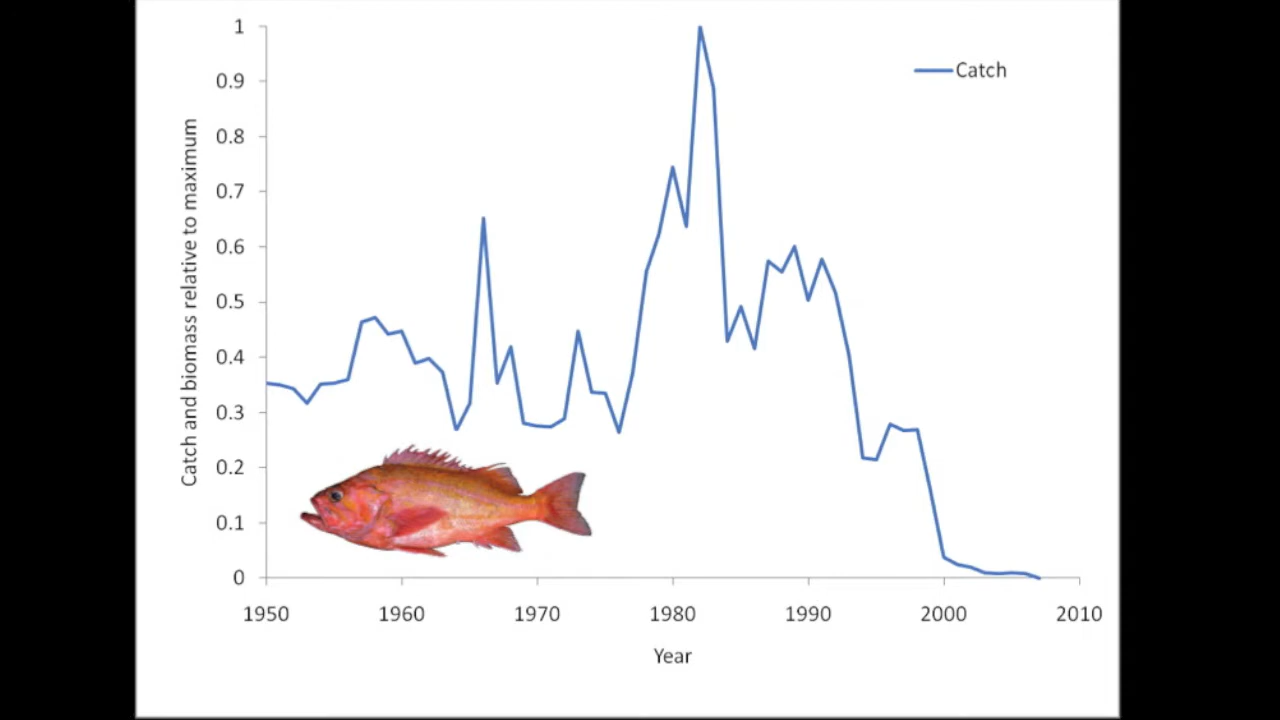 Catch and biomass relative to maximum
1
0.9
0.8
0.7
0.6
0.5
0.4
0.3
0.2
0.1
0
Catch
1950 1960 1970 1980 1990 2000 2010
Year